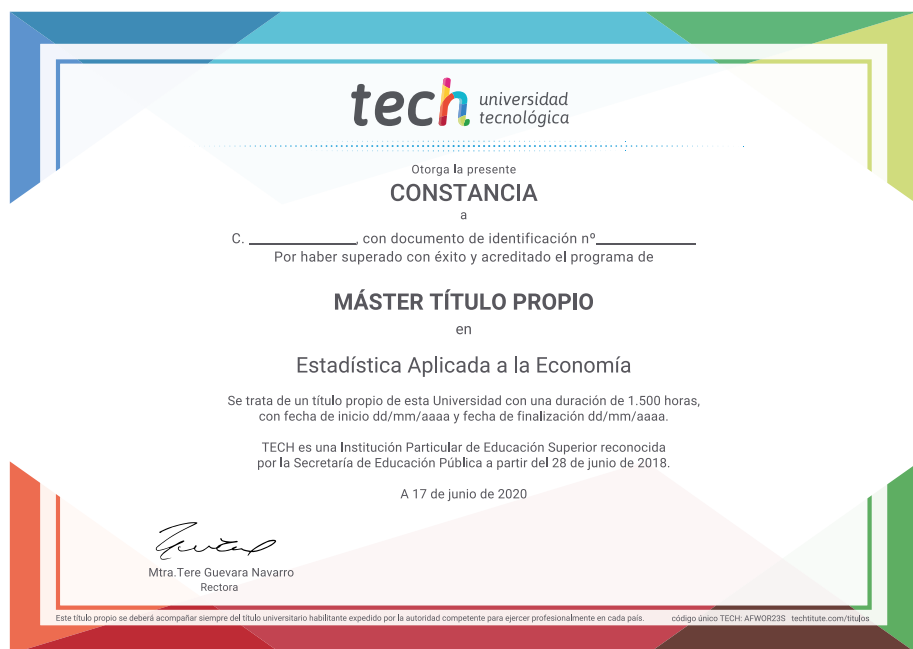 tech universidad
tecnológica
Otorga la presente
CONSTANCIA
a
C. ______________, con documento de identificación nº______________
Por haber superado con éxito y acreditado el programa de
MÁSTER TÍTULO PROPIO
en
Estadística Aplicada a la Economía
Se trata de un título propio de esta Universidad con una duración de 1.500 horas,
con fecha de inicio dd/mm/aaaa y fecha de finalización dd/mm/aaaa.
TECH es una Institución Particular de Educación Superior reconocida
por la Secretaría de Educación Pública a partir del 28 de junio de 2018.
A 17 de junio de 2020
Mtra.Tere Guevara Navarro
Rectora
Este título propio se deberá acompañar siempre del título universitario habilitante expedido por la autoridad competente para ejercer profesionalmente en cada país. código único TECH: AFWOR23S techtitute.com/titulos